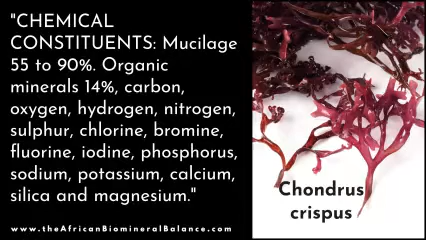 "CHEMICAL
CONSTITUENTS: Mucilage
55 to 90%. Organic
minerals 14%, carbon,
oxygen, hydrogen, nitrogen,
sulphur, chlorine, bromine,
fluorine, iodine, phosphorus,
sodium, potassium, calcium,
silica and magnesium."
Chondrus
crispus
www.theAfricanBiomineralBalance.com